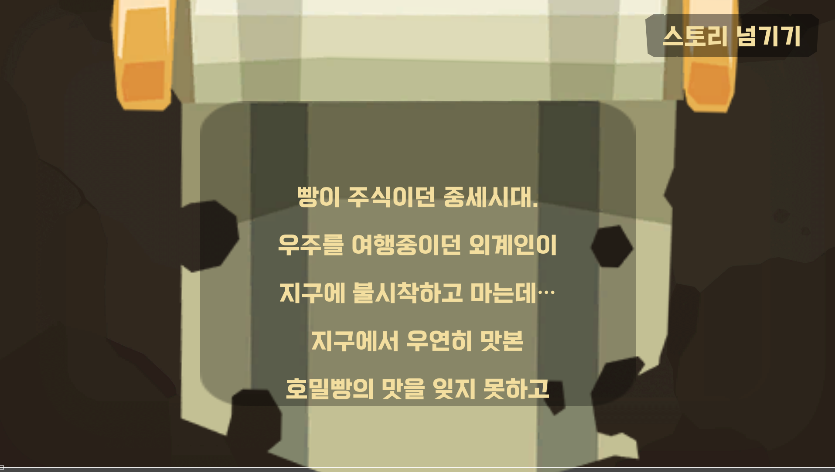 스토리 넘기기
빵이 주식이던 중세시대.
우주를 여행중이던 외계인이
지구에 불시착하고 마는데…
지구에서 우연히 맛본
호밀빵의 맛을 잊지 못하고